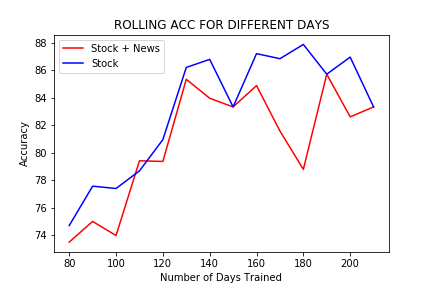 ROLLING ACC FOR DIFFERENT DAYS
Stock + News
Stock
88
86
84
82
80
78
76
74
Accuracy
80 100 120 140 160 180 200
Number of Days Trained